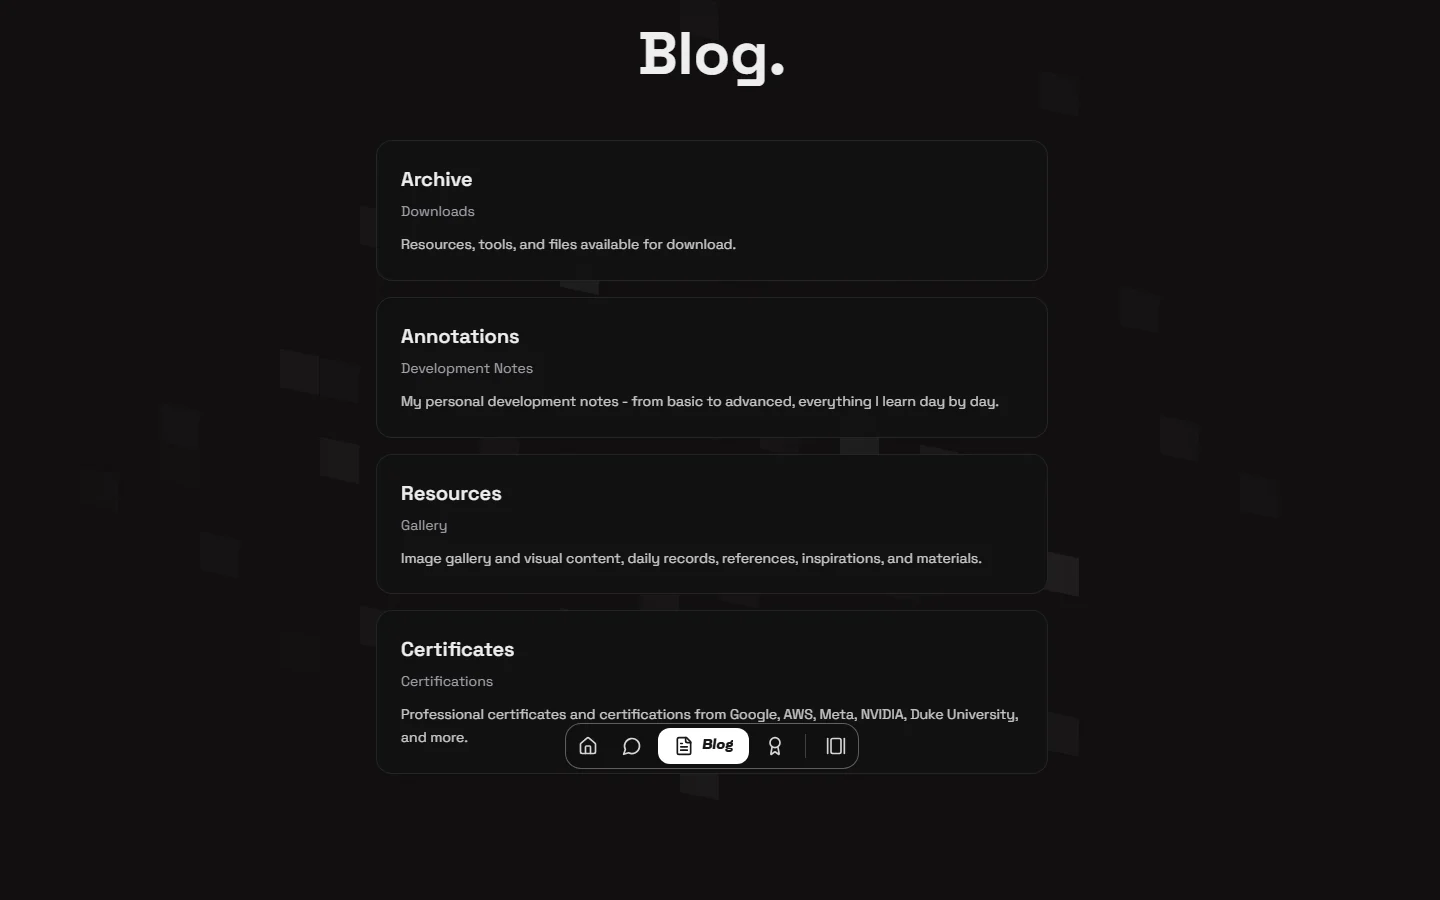 Blog.
Archive
Downloads
Resources, tools, and files available for download.
Annotations
Development Notes
My personal development notes - from basic to advanced, everything I learn day by day.
Resources
Gallery
Image gallery and visual content, daily records, references, inspirations, and materials.
Certificates
Certifications
Professional certificates and certifications from Google, AWS, Meta, NVIDIA, Duke University,
and more.
Blog